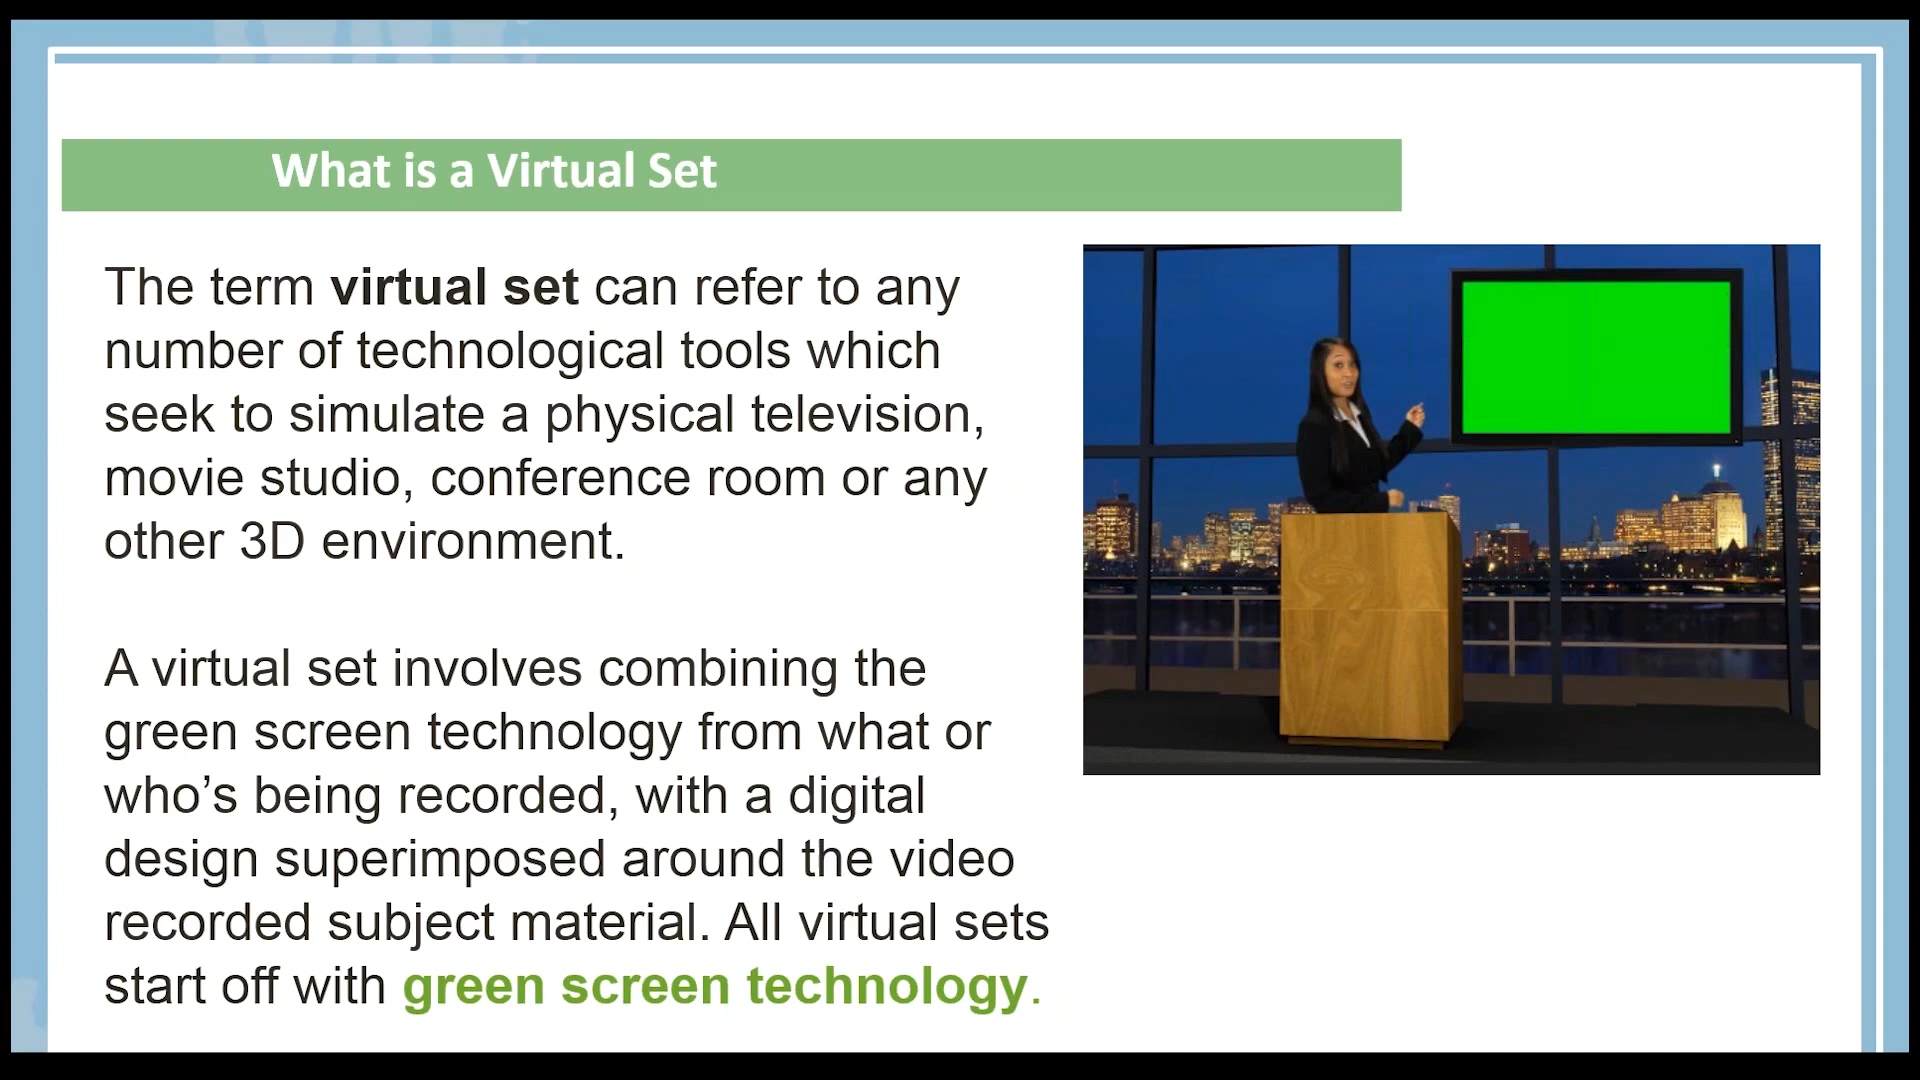 What is a Virtual Set
The term virtual set can refer to any
number of technological tools which
seek to simulate a physical television,
movie studio, conference room or any
other 3D environment.
A virtual set involves combining the
green screen technology from what or
who’s being recorded, with a digital
design superimposed around the video
recorded subject material. All virtual sets
start off with green screen technology.